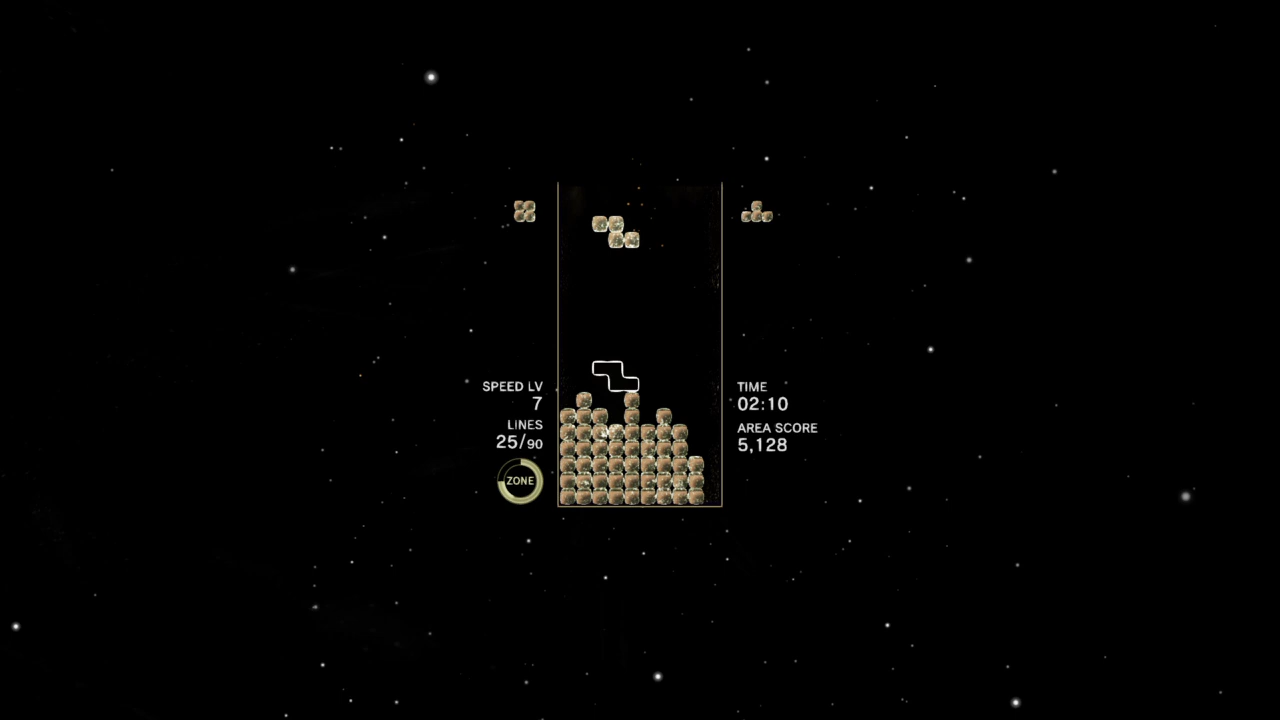 SPEED LV
7
LINES
25/90
ZONE
TIME
02:10
AREA SCORE
5,128